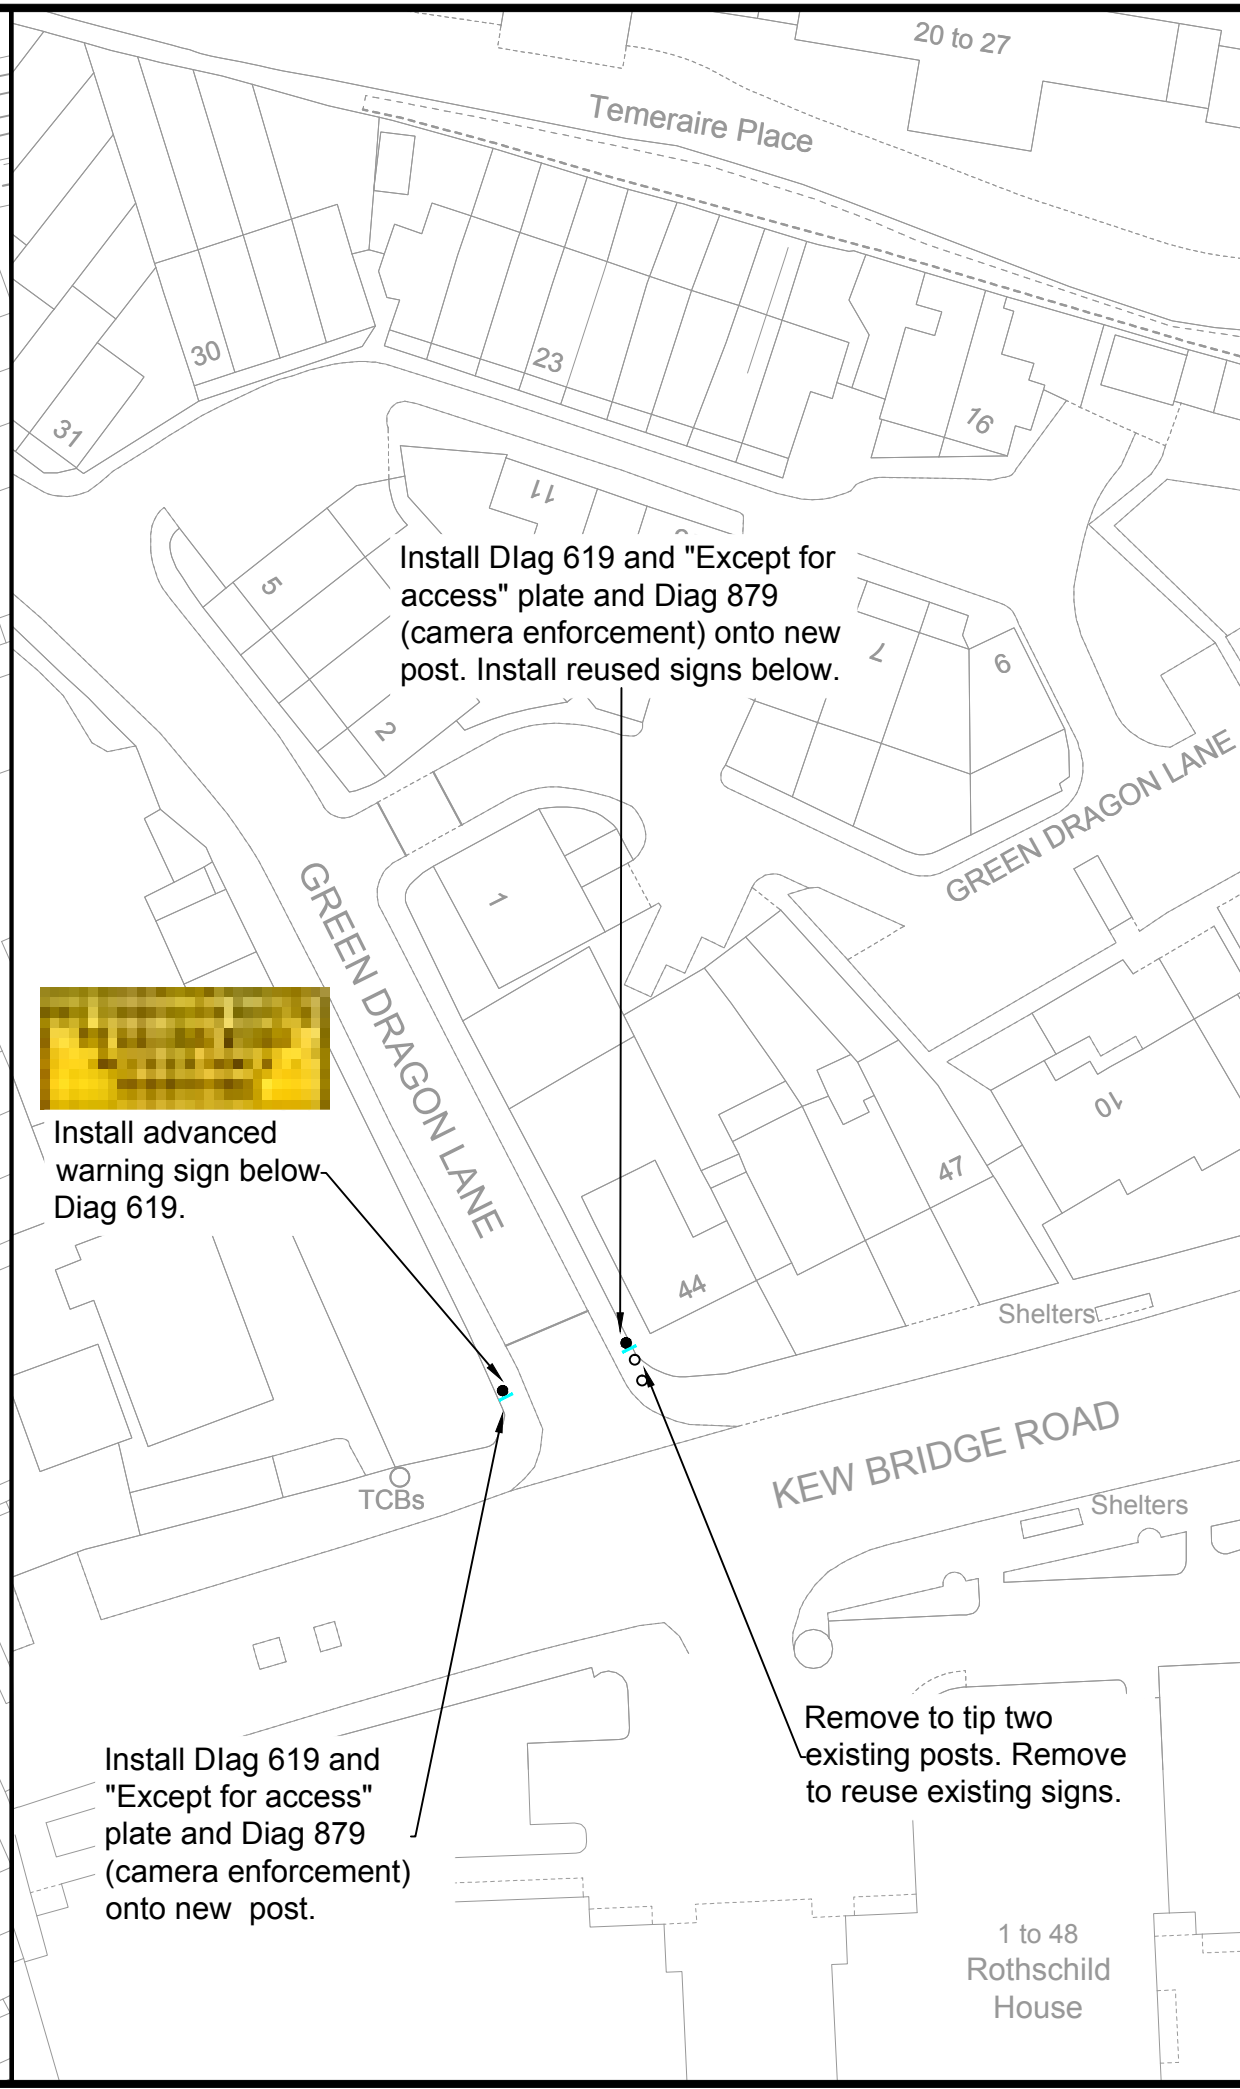 20 to 27
Temeraire Place
30
23
31
16
11
5
Install DIag 619 and "Except for
access" plate and Diag 879
(camera enforcement) onto new
post. Install reused signs below.
7
6
2
GREEN DRAGON LANE
1
GREEN DRAGON LANE
10
Install advanced
warning sign below
Diag 619.
47
44
Shelters
KEW BRIDGE ROAD
TCBs
Shelters
Remove to tip two
existing posts. Remove
to reuse existing signs.
Install DIag 619 and
"Except for access"
plate and Diag 879
(camera enforcement)
onto new  post.
1 to 48
Rothschild
House